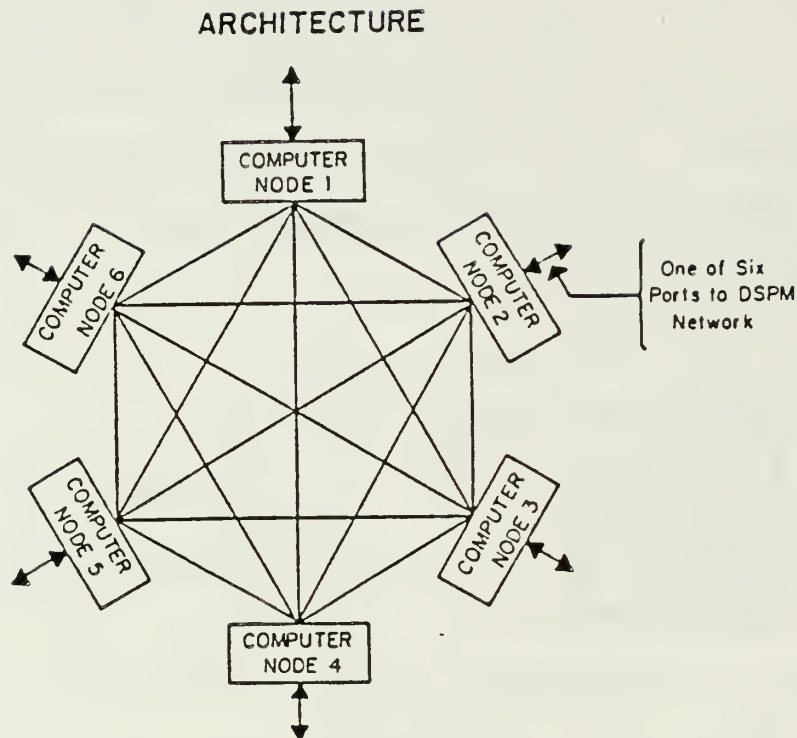 ARCHITECTURE
COMPUTER
NODE 1
COMPUTER
NODE 2
One of Six
Ports to DSPM
Network
COMPUTER
NODE 3
COMPUTER
NODE 4
COMPUTER
NODE 5
COMPUTER
NODE 6